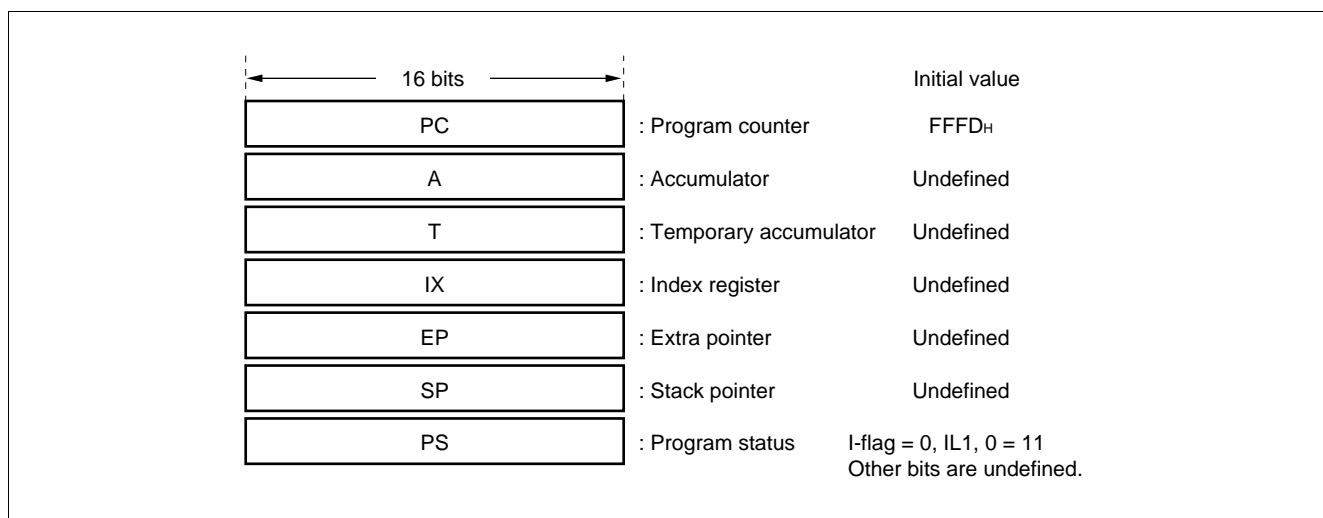 16 bits Initial value
PC : Program counter FFFDH
A : Accumulator Undefined
T : Temporary accumulator Undefined
IX : Index register Undefined
EP : Extra pointer Undefined
SP : Stack pointer Undefined
PS : Program status I-flag = 0, IL1, 0 = 11
Other bits are undefined.